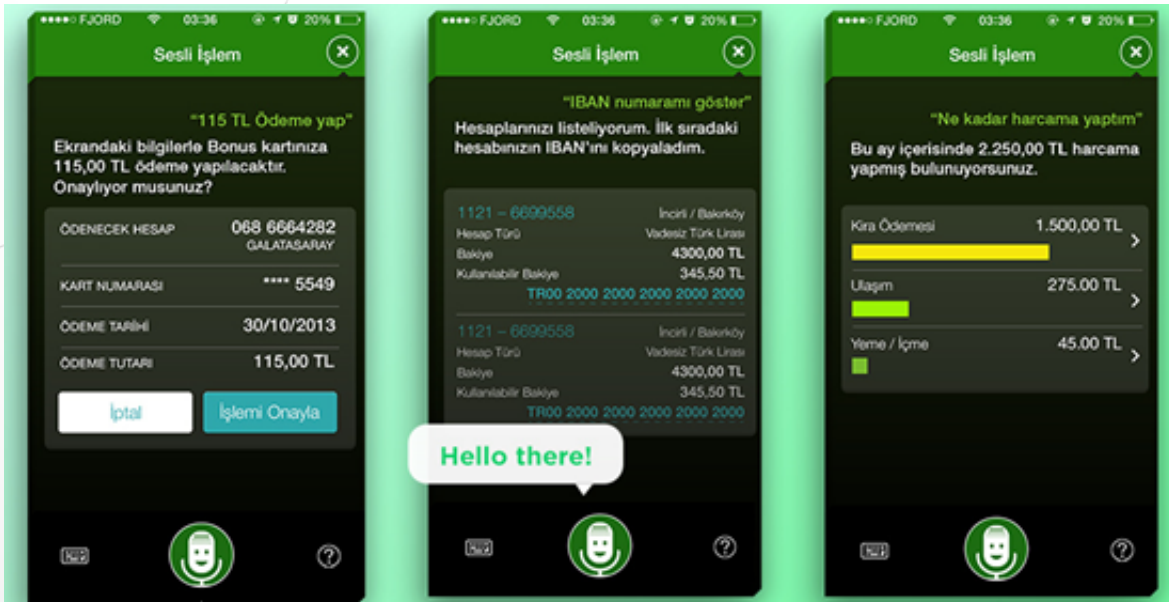 FJORD 03:36 20%
Sesli İşlem
"115 TL Ödeme yap"
Ekrandaki bilgilerle Bonus kartınıza
115,00 TL ödeme yapılacaktır.
Onaylıyor musunuz?
ÖDENECEK HESAP 068 6664282
GALATASARAY
KART NUMARASI **** 5549
ÖDEME TARİHİ 30/10/2013
ÖDEME TUTARI 115,00 TL
İptal İşlemi Onayla
FJORD 03:36 20%
Sesli İşlem
"IBAN numaramı göster"
Hesaplarınızı listeliyorum. İlk sıradaki
hesabınızın IBAN'ını kopyaladım.
1121 – 6699558 İncirli / Bakırköy
Hesap Türü Vadesiz Türk Lirası
Bakiye 4300,00 TL
Kullanılabilir Bakiye 345,50 TL
TR00 2000 2000 2000 2000 2000
1121 – 6699558 İncirli / Bakırköy
Hesap Türü Vadesiz Türk Lirası
Bakiye 4300,00 TL
Kullanılabilir Bakiye 345,50 TL
TR00 2000 2000 2000 2000 2000
Hello there!
FJORD 03:36 20%
Sesli İşlem
"Ne kadar harcama yaptım"
Bu ay içerisinde 2.250,00 TL harcama
yapmış bulunuyorsunuz.
Kira Ödemesi 1.500,00 TL
Ulaşım 275.00 TL
Yeme / İçme 45.00 TL